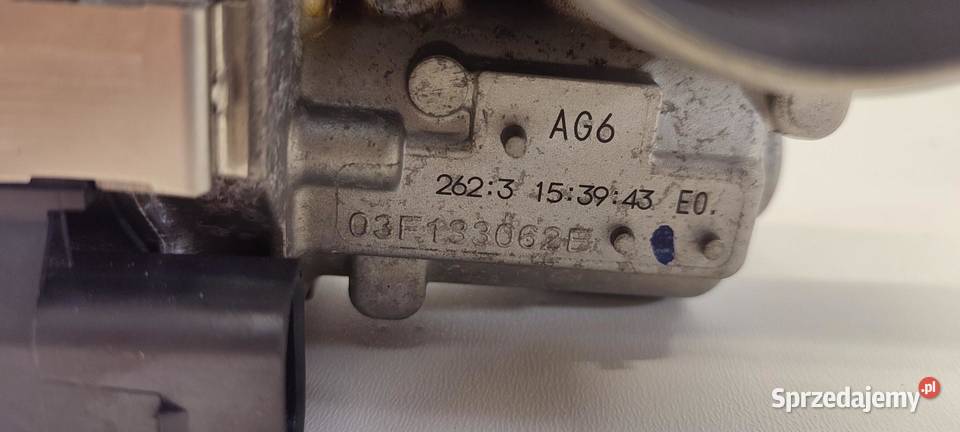 AG6
262:3 15:39:43 E0.
03F133062B
Sprzedajemy.pl